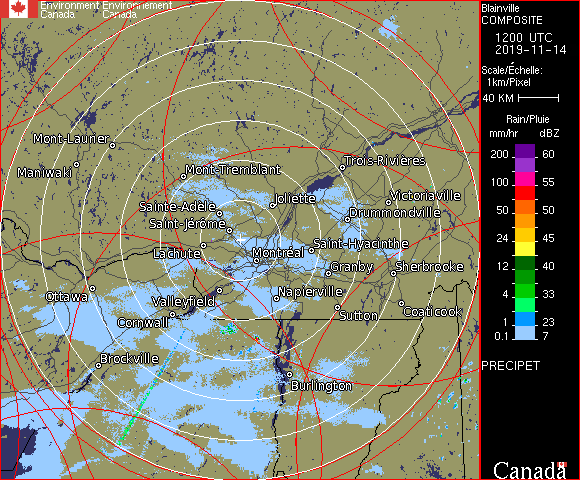 Environment Environnement
Canada Canada
Blainville
COMPOSITE
1200 UTC
2019-11-14
Scale/Échelle:
1km/Pixel
40 KM
Rain/Pluie
mm/hr dBZ
200 60
100 55
50 50
24 45
12 40
4 33
1 23
0.1 7
PRECIPET
Mont-Laurier
Maniwaki
Mont-Tremblant
Trois-Rivières
Joliette
Victoriaville
Sainte-Adele
Drummondville
Saint-Jérôme
Saint-Hyacinthe
Lachute
Montréal
Granby
Sherbrooke
Ottawa
Valleyfield
Napierville
Coaticook
Cornwall
Sutton
Brockville
Burlington
Canada